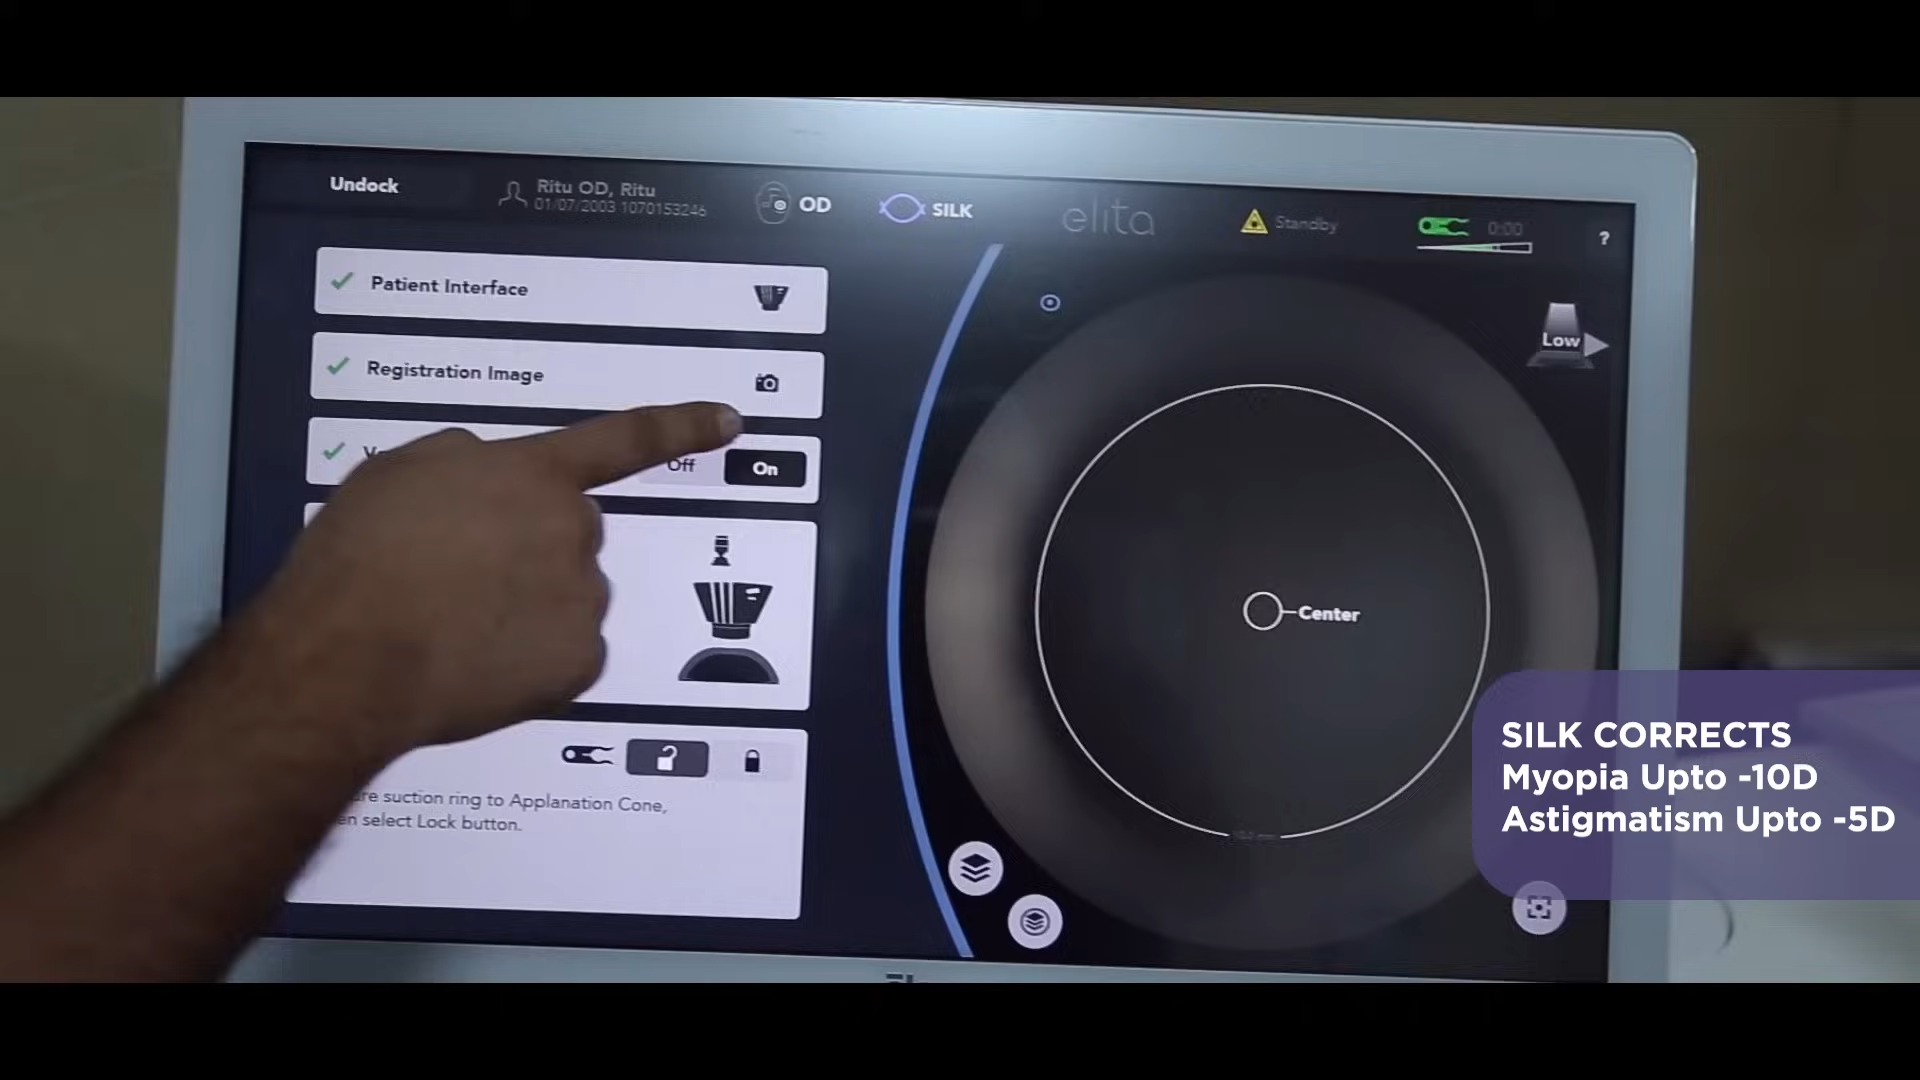 Undock
Ritu OD, Ritu
01/07/2003 1070153246
OD
SILK
elita
Standby
0:00
?
Patient Interface
Registration Image
Off
On
Low
Center
suction ring to Applanation Cone,
select Lock button.
SILK CORRECTS
Myopia Upto -10D
Astigmatism Upto -5D